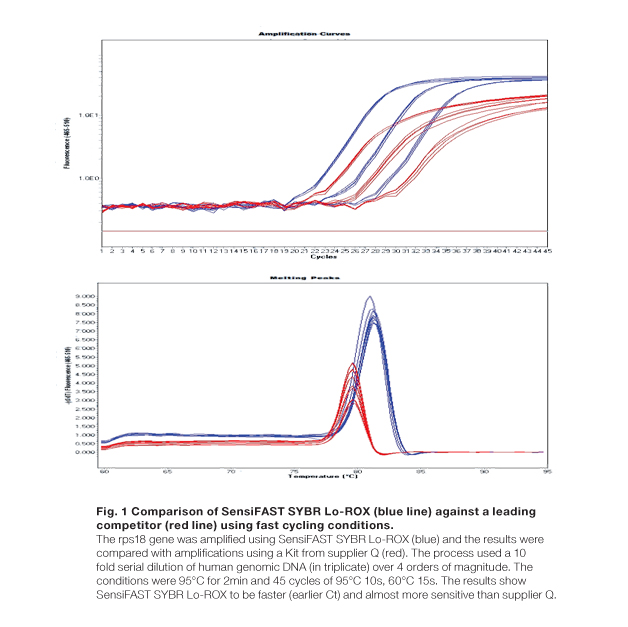 Amplification Curves
Fluorescence (465-510)
1.0E1
1.0E0
1 2 3 4 5 6 7 8 9 10 11 12 13 14 15 16 17 18 19 20 21 22 23 24 25 26 27 28 29 30 31 32 33 34 35 36 37 38 39 40 41 42 43 44 45
Cycles
Melting Peaks
-(d/dT) Fluorescence (465-510)
9.000
8.500
8.000
7.500
7.000
6.500
6.000
5.500
5.000
4.500
4.000
3.500
3.000
2.500
2.000
1.500
1.000
0.500
0.000
60 65 70 75 80 85 90 95
Temperature (°C)
Fig. 1 Comparison of SensiFAST SYBR Lo-ROX (blue line) against a leading
competitor (red line) using fast cycling conditions.
The rps18 gene was amplified using SensiFAST SYBR Lo-ROX (blue) and the results were
compared with amplifications using a Kit from supplier Q (red). The process used a 10
fold serial dilution of human genomic DNA (in triplicate) over 4 orders of magnitude. The
conditions were 95°C for 2min and 45 cycles of 95°C 10s, 60°C 15s. The results show
SensiFAST SYBR Lo-ROX to be faster (earlier Ct) and almost more sensitive than supplier Q.